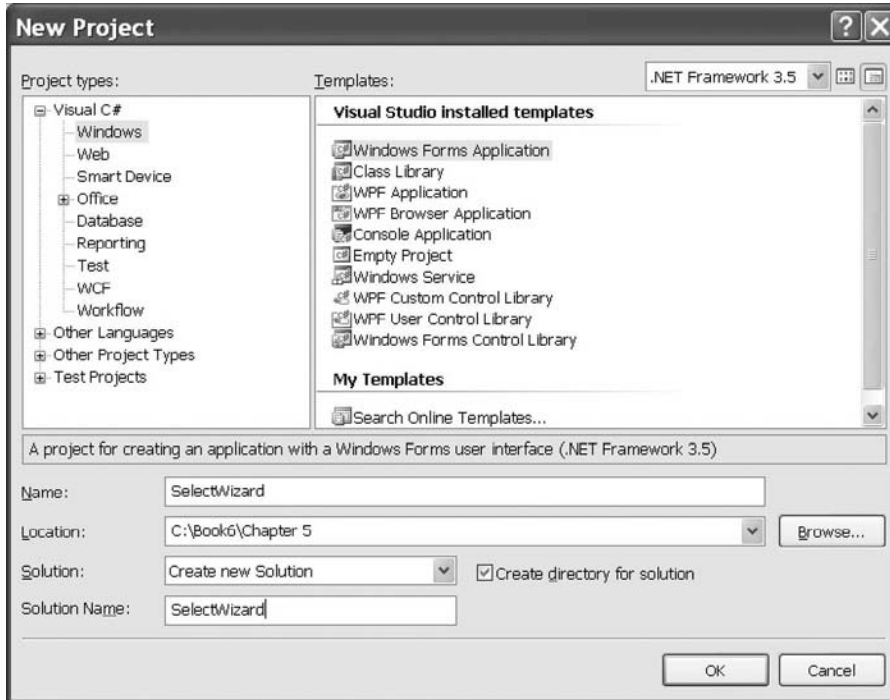 New Project
Project types:
Templates:
.NET Framework 3.5
Visual C#
Windows
Web
Smart Device
Office
Database
Reporting
Test
WCF
Workflow
Other Languages
Other Project Types
Test Projects
Visual Studio installed templates
Windows Forms Application
Class Library
WPF Application
WPF Browser Application
Console Application
Empty Project
Windows Service
WPF Custom Control Library
WPF User Control Library
Windows Forms Control Library
My Templates
Search Online Templates...
A project for creating an application with a Windows Forms user interface (.NET Framework 3.5)
Name: SelectWizard
Location: C:\Book6\Chapter 5 Browse...
Solution: Create new Solution Create directory for solution
Solution Name: SelectWizard
OK Cancel